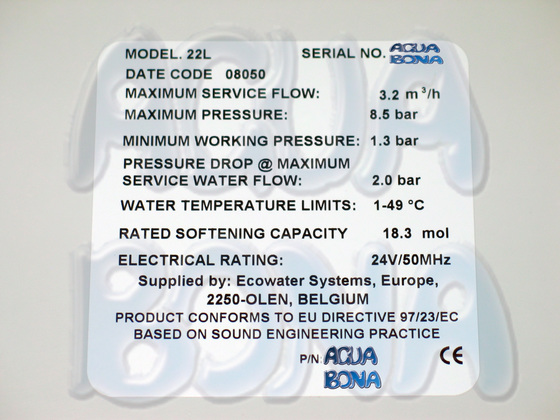 MODEL. 22L SERIAL NO. AQUA BONA
DATE CODE 08050
MAXIMUM SERVICE FLOW: 3.2 m³/h
MAXIMUM PRESSURE: 8.5 bar
MINIMUM WORKING PRESSURE: 1.3 bar
PRESSURE DROP @ MAXIMUM
SERVICE WATER FLOW: 2.0 bar
WATER TEMPERATURE LIMITS: 1-49 °C
RATED SOFTENING CAPACITY 18.3 mol
ELECTRICAL RATING: 24V/50MHz
Supplied by: Ecowater Systems, Europe,
2250-OLEN, BELGIUM
PRODUCT CONFORMS TO EU DIRECTIVE 97/23/EC
BASED ON SOUND ENGINEERING PRACTICE
P/N AQUA BONA CE
AQUA
BONA